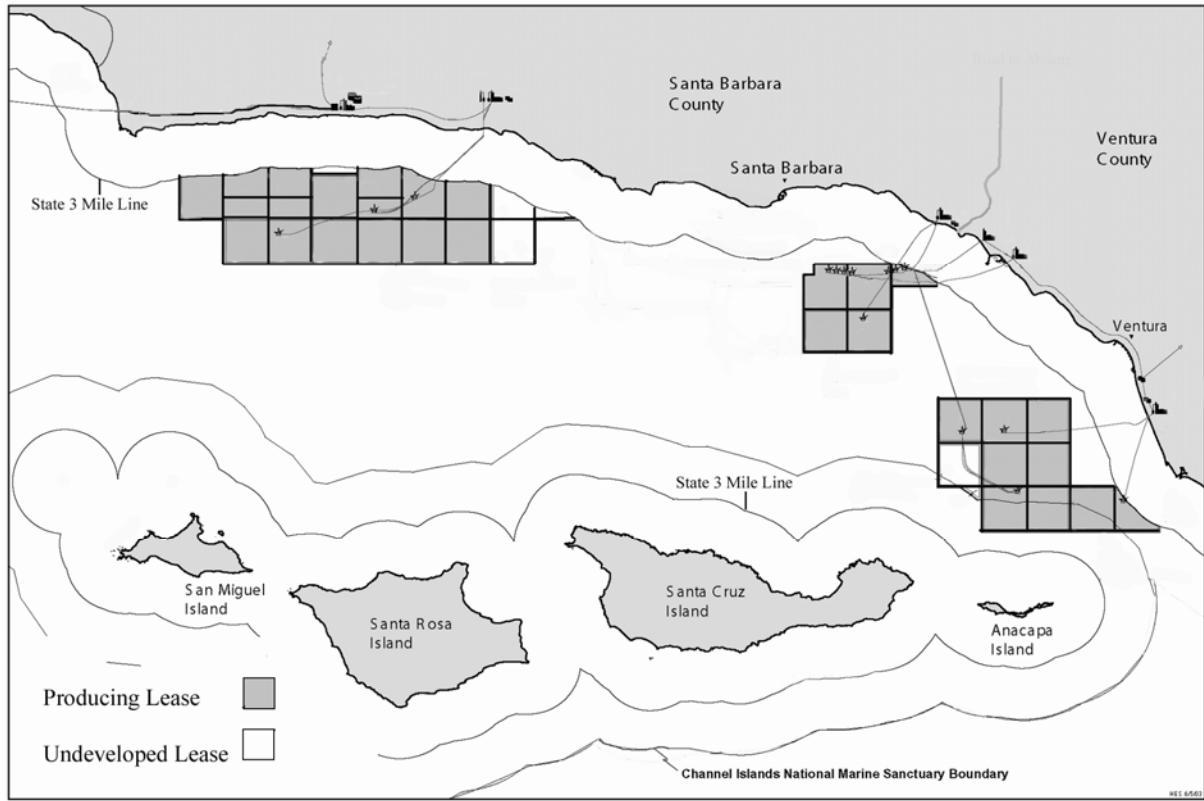 Santa Barbara
County
Ventura
County
Santa Barbara
State 3 Mile Line
Ventura
State 3 Mile Line
San Miguel
Island
Santa Rosa
Island
Santa Cruz
Island
Anacapa
Island
Producing Lease
Undeveloped Lease
Channel Islands National Marine Sanctuary Boundary